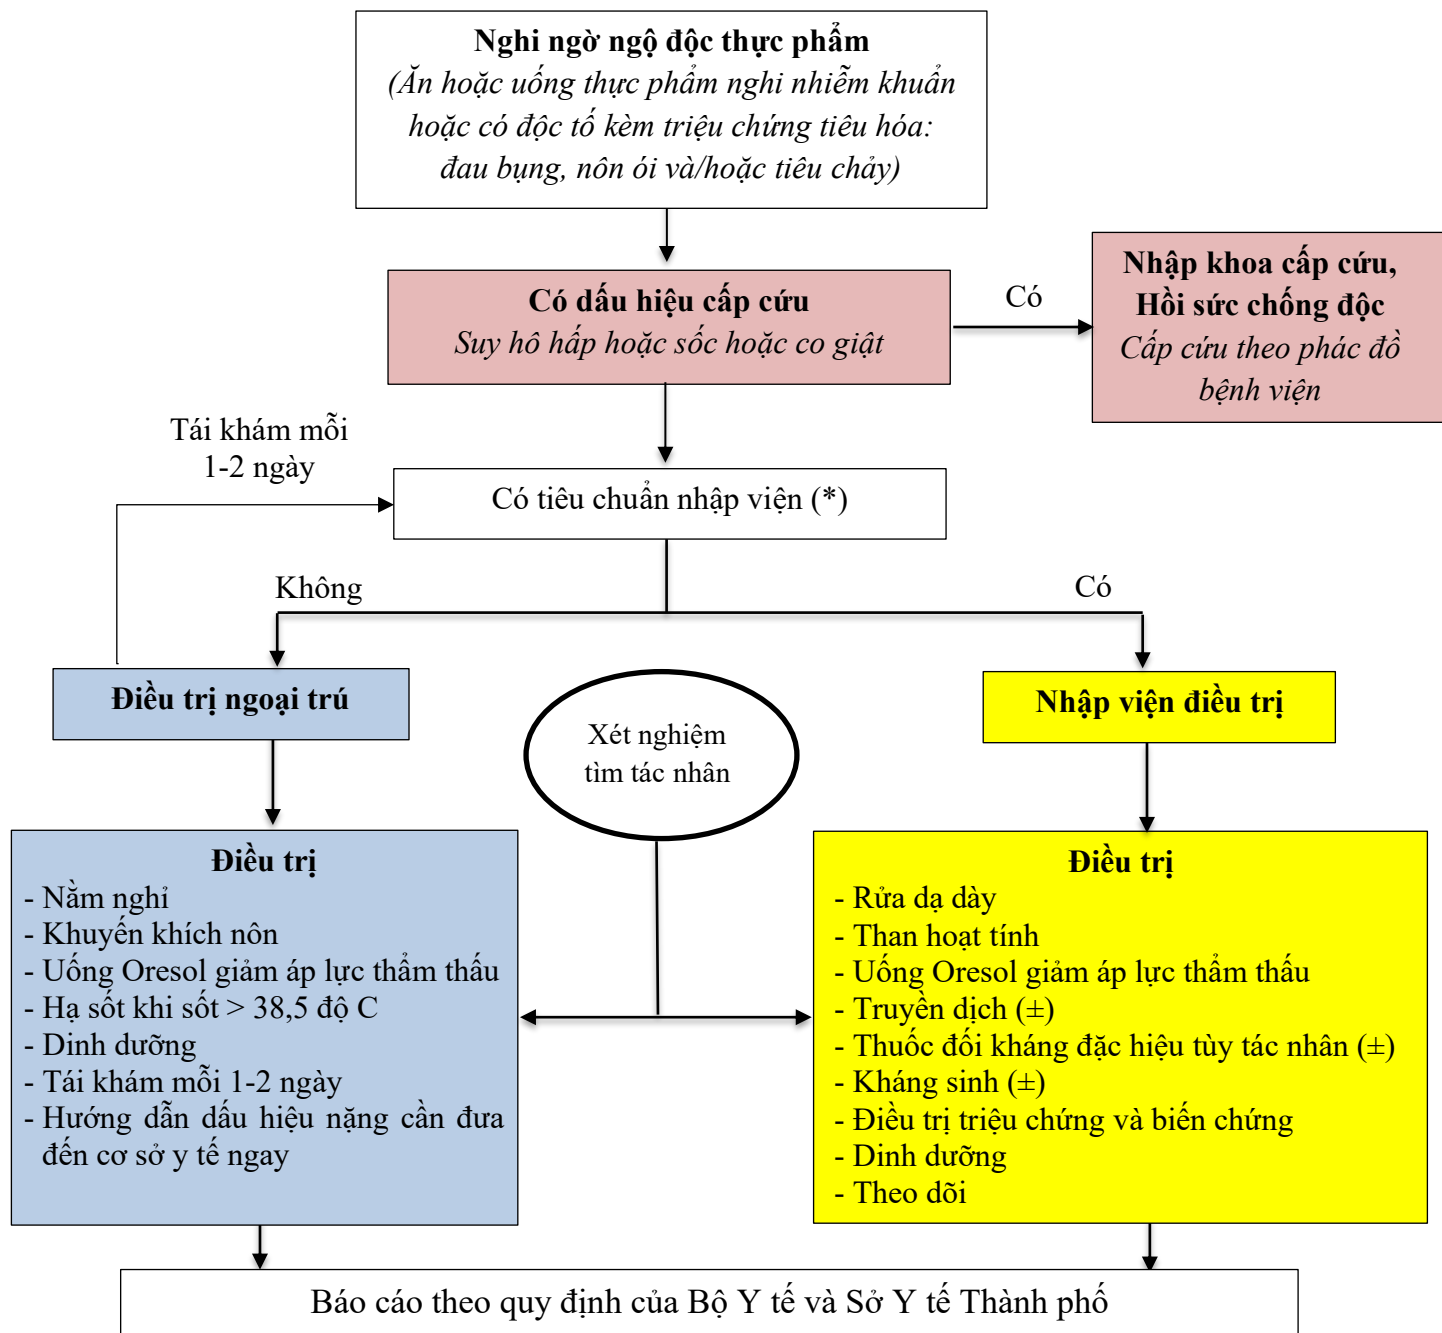 Nghi ngờ ngộ độc thực phẩm
(Ăn hoặc uống thực phẩm nghi nhiễm khuẩn
hoặc có độc tố kèm triệu chứng tiêu hóa:
đau bụng, nôn ói và/hoặc tiêu chảy)
Có dấu hiệu cấp cứu
Suy hô hấp hoặc sốc hoặc co giật
Có
Nhập khoa cấp cứu,
Hồi sức chống độc
Cấp cứu theo phác đồ
bệnh viện
Tái khám mỗi
1-2 ngày
Có tiêu chuẩn nhập viện (*)
Không
Có
Điều trị ngoại trú
Xét nghiệm
tìm tác nhân
Nhập viện điều trị
Điều trị
- Nằm nghỉ
- Khuyến khích nôn
- Uống Oresol giảm áp lực thẩm thấu
- Hạ sốt khi sốt > 38,5 độ C
- Dinh dưỡng
- Tái khám mỗi 1-2 ngày
- Hướng dẫn dấu hiệu nặng cần đưa
đến cơ sở y tế ngay
Điều trị
- Rửa dạ dày
- Than hoạt tính
- Uống Oresol giảm áp lực thẩm thấu
- Truyền dịch (±)
- Thuốc đối kháng đặc hiệu tùy tác nhân (±)
- Kháng sinh (±)
- Điều trị triệu chứng và biến chứng
- Dinh dưỡng
- Theo dõi
Báo cáo theo quy định của Bộ Y tế và Sở Y tế Thành phố